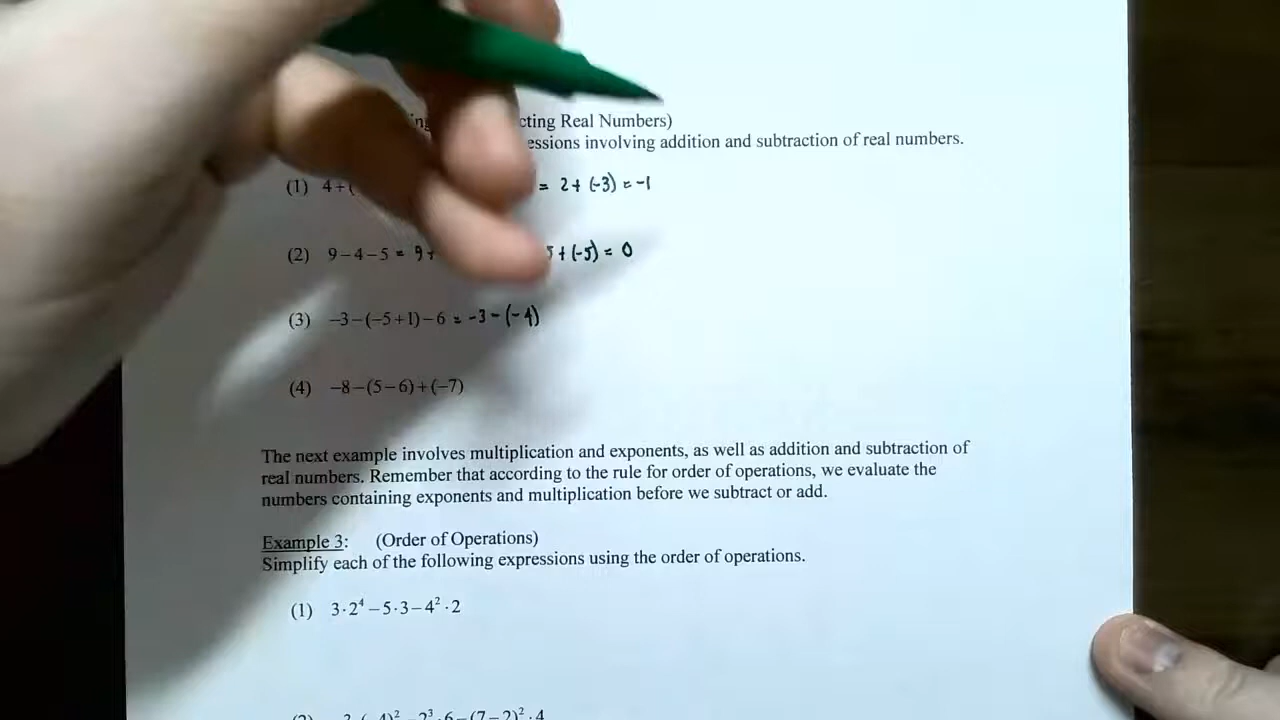 cting Real Numbers)
essions involving addition and subtraction of real numbers.
(1) 4+( = 2 + (-3) = -1
(2) 9-4-5 = 9+ 5 + (-5) = 0
(3) -3-(-5+1)-6 = -3-(-4)
(4) -8-(5-6)+(-7)
The next example involves multiplication and exponents, as well as addition and subtraction of
real numbers. Remember that according to the rule for order of operations, we evaluate the
numbers containing exponents and multiplication before we subtract or add.
Example 3: (Order of Operations)
Simplify each of the following expressions using the order of operations.
(1) 3·2⁴-5·3-4²·2